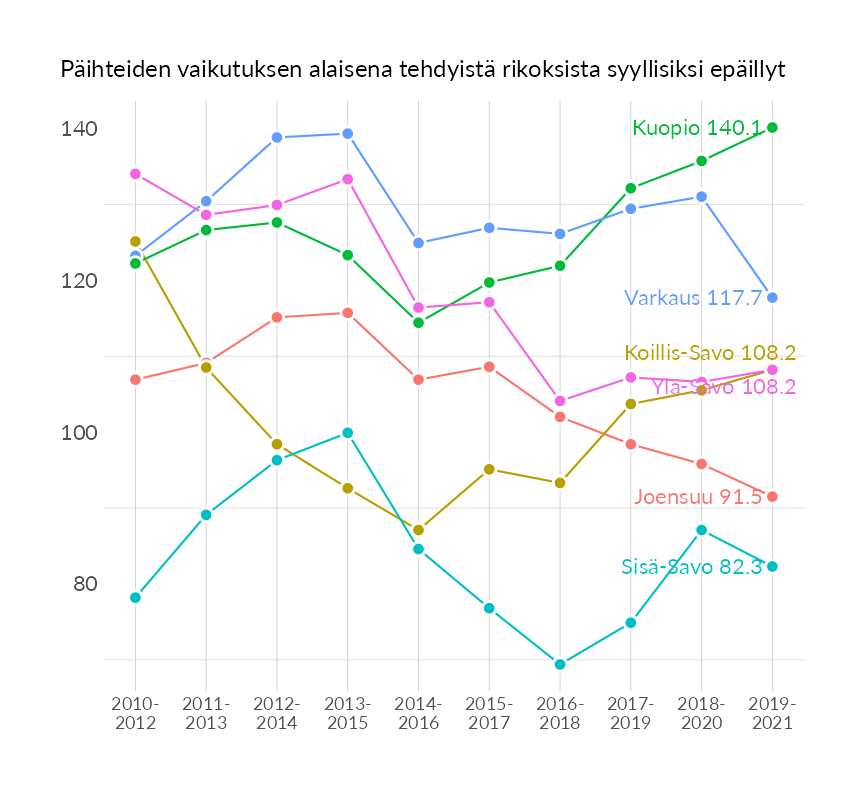 Päihteiden vaikutuksen alaisena tehdyistä rikoksista syyllisiksi epäillyt
140
120
100
80
Kuopio 140.1
Varkaus 117.7
Koillis-Savo 108.2
Ylä-Savo 108.2
Joensuu 91.5
Sisä-Savo 82.3
2010- 2011- 2012- 2013- 2014- 2015- 2016- 2017- 2018- 2019-
2012 2013 2014 2015 2016 2017 2018 2019 2020 2021